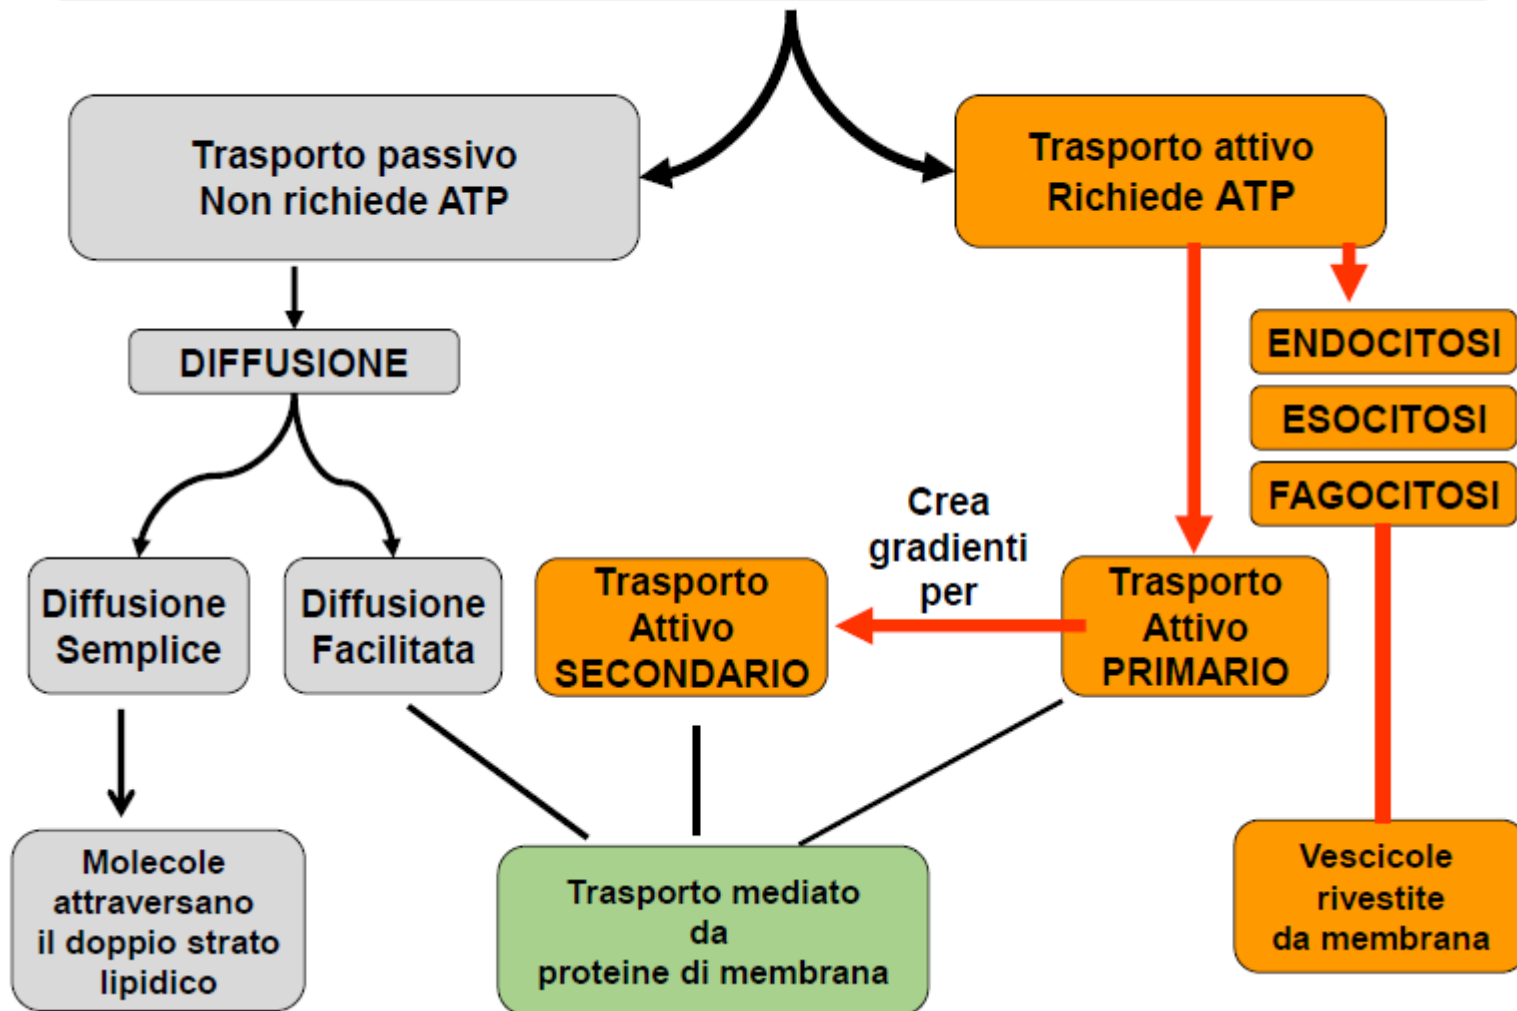 Trasporto passivo
Non richiede ATP
Trasporto attivo
Richiede ATP
DIFFUSIONE
ENDOCITOSI
ESOCITOSI
FAGOCITOSI
Crea
gradienti
per
Diffusione
Semplice
Diffusione
Facilitata
Trasporto
Attivo
SECONDARIO
Trasporto
Attivo
PRIMARIO
Molecole
attraversano
il doppio strato
lipidico
Trasporto mediato
da
proteine di membrana
Vescicole
rivestite
da membrana